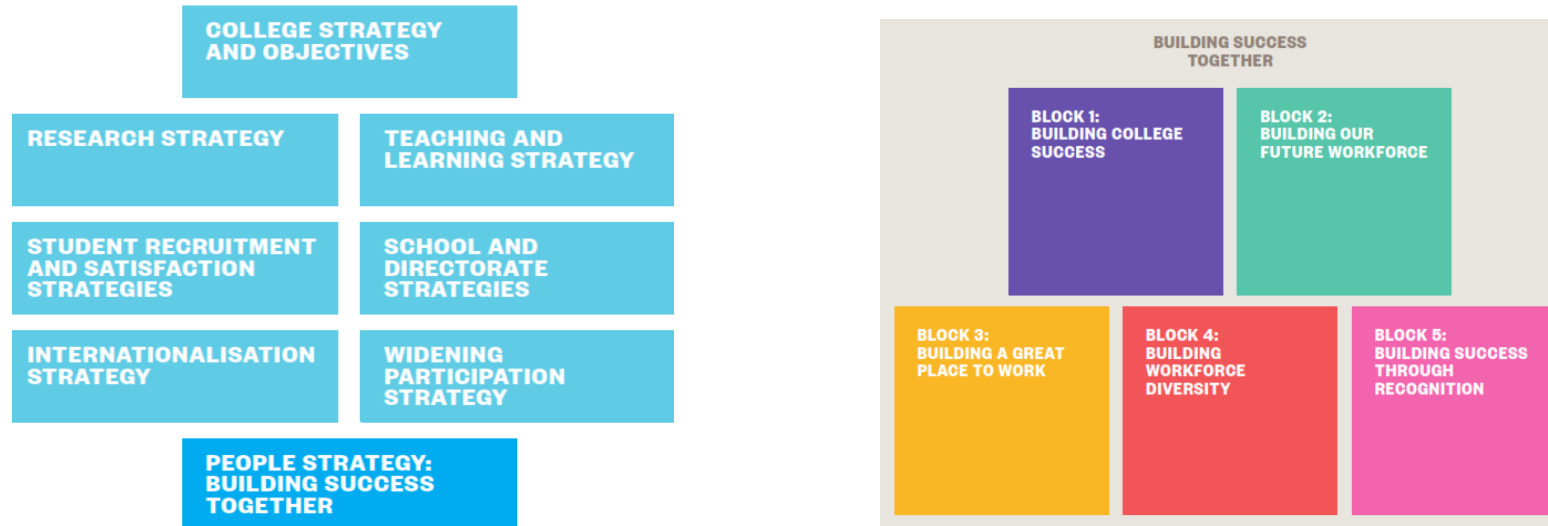 COLLEGE STRATEGY
AND OBJECTIVES
RESEARCH STRATEGY
TEACHING AND
LEARNING STRATEGY
STUDENT RECRUITMENT
AND SATISFACTION
STRATEGIES
SCHOOL AND
DIRECTORATE
STRATEGIES
INTERNATIONALISATION
STRATEGY
WIDENING
PARTICIPATION
STRATEGY
PEOPLE STRATEGY:
BUILDING SUCCESS
TOGETHER
BUILDING SUCCESS
TOGETHER
BLOCK 1:
BUILDING COLLEGE
SUCCESS
BLOCK 2:
BUILDING OUR
FUTURE WORKFORCE
BLOCK 3:
BUILDING A GREAT
PLACE TO WORK
BLOCK 4:
BUILDING
WORKFORCE
DIVERSITY
BLOCK 5:
BUILDING SUCCESS
THROUGH
RECOGNITION